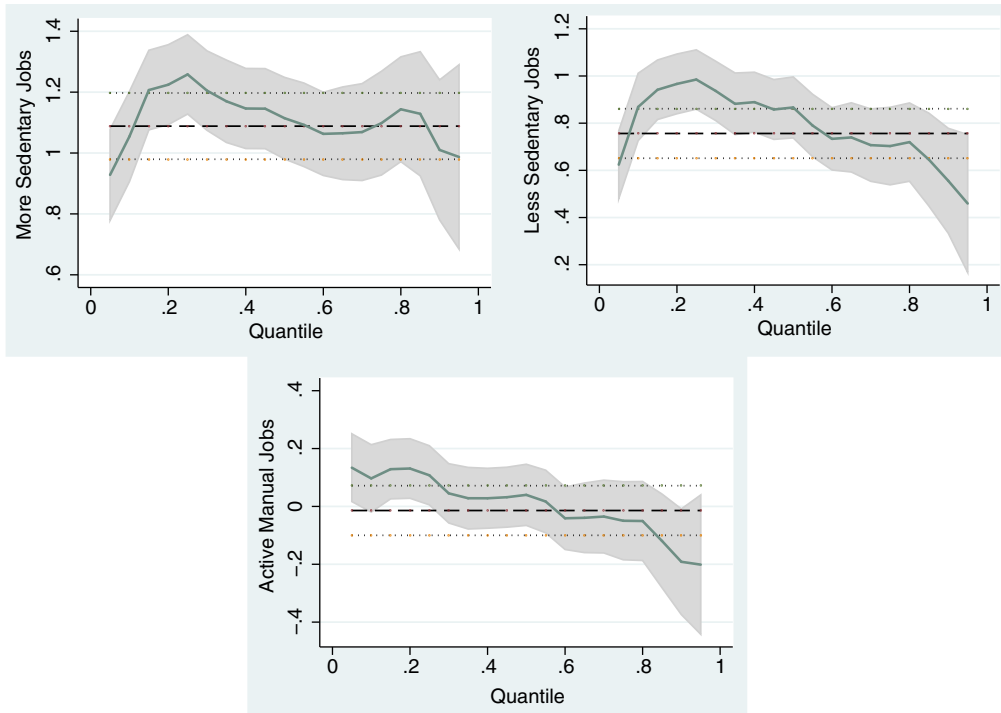 More Sedentary Jobs
1.4
1.2
1
.8
.6
0 .2 .4 .6 .8 1
Quantile
Less Sedentary Jobs
1.2
1
.8
.6
.4
.2
0 .2 .4 .6 .8 1
Quantile
Active Manual Jobs
.4
.2
0
-.2
-.4
0 .2 .4 .6 .8 1
Quantile